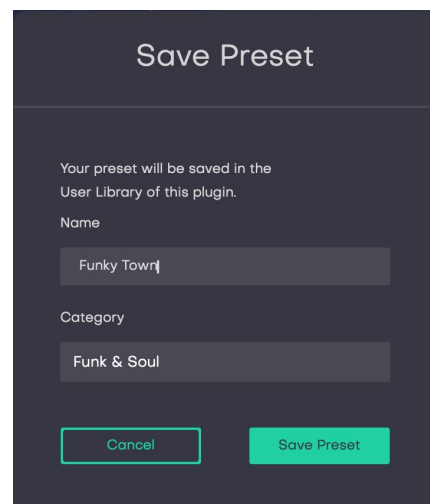 Save Preset
Your preset will be saved in the
User Library of this plugin.
Name
Funky Town
Category
Funk & Soul
Cancel
Save Preset